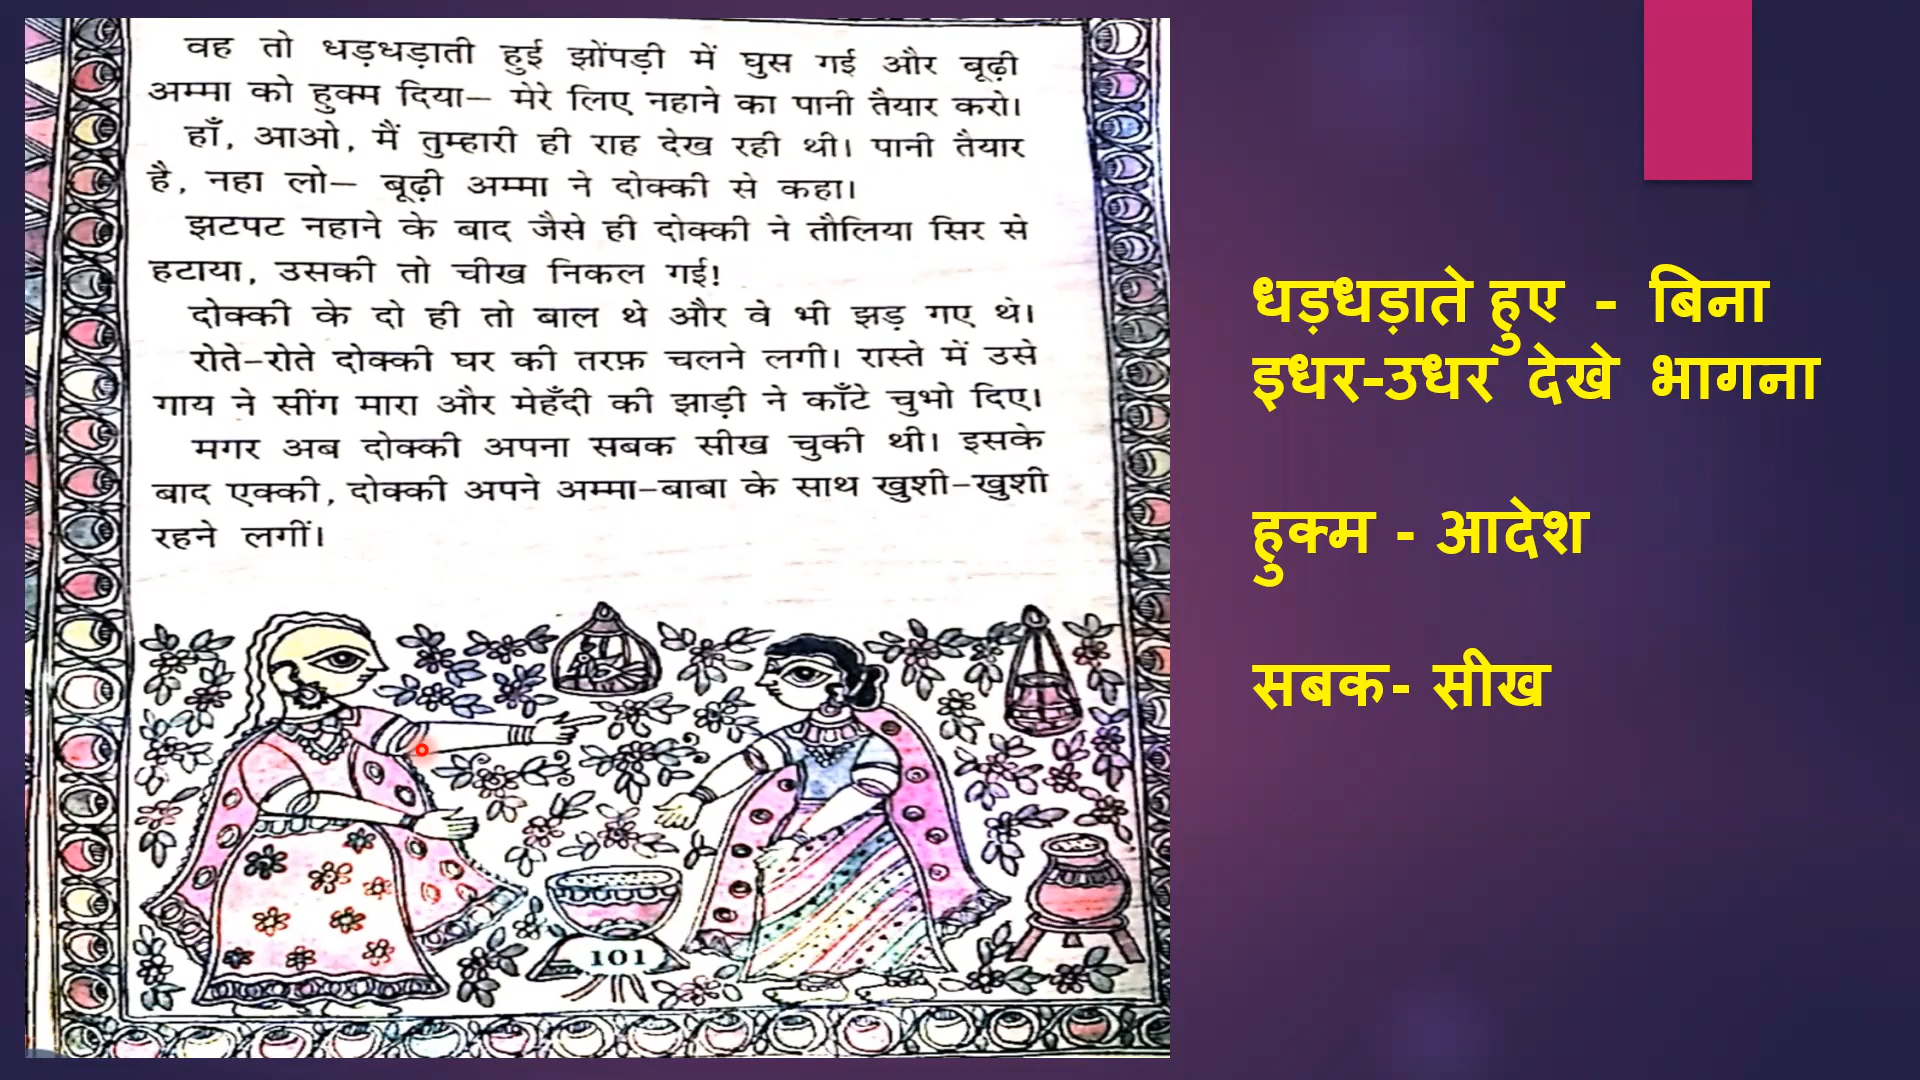 वह तो धड़धड़ाती हुई झोंपड़ी में घुस गई और बूढ़ी
अम्मा को हुक्म दिया– मेरे लिए नहाने का पानी तैयार करो।
हाँ, आओ, मैं तुम्हारी ही राह देख रही थी। पानी तैयार
है, नहा लो– बूढ़ी अम्मा ने दोक्की से कहा।
झटपट नहाने के बाद जैसे ही दोक्की ने तौलिया सिर से
हटाया, उसकी तो चीख निकल गई!
दोक्की के दो ही तो बाल थे और वे भी झड़ गए थे।
रोते–रोते दोक्की घर की तरफ़ चलने लगी। रास्ते में उसे
गाय ने सींग मारा और मेहँदी की झाड़ी ने काँटे चुभो दिए।
मगर अब दोक्की अपना सबक सीख चुकी थी। इसके
बाद एक्की, दोक्की अपने अम्मा–बाबा के साथ खुशी–खुशी
रहने लगीं।
101
धड़धड़ाते हुए - बिना
इधर-उधर देखे भागना
हुक्म - आदेश
सबक- सीख